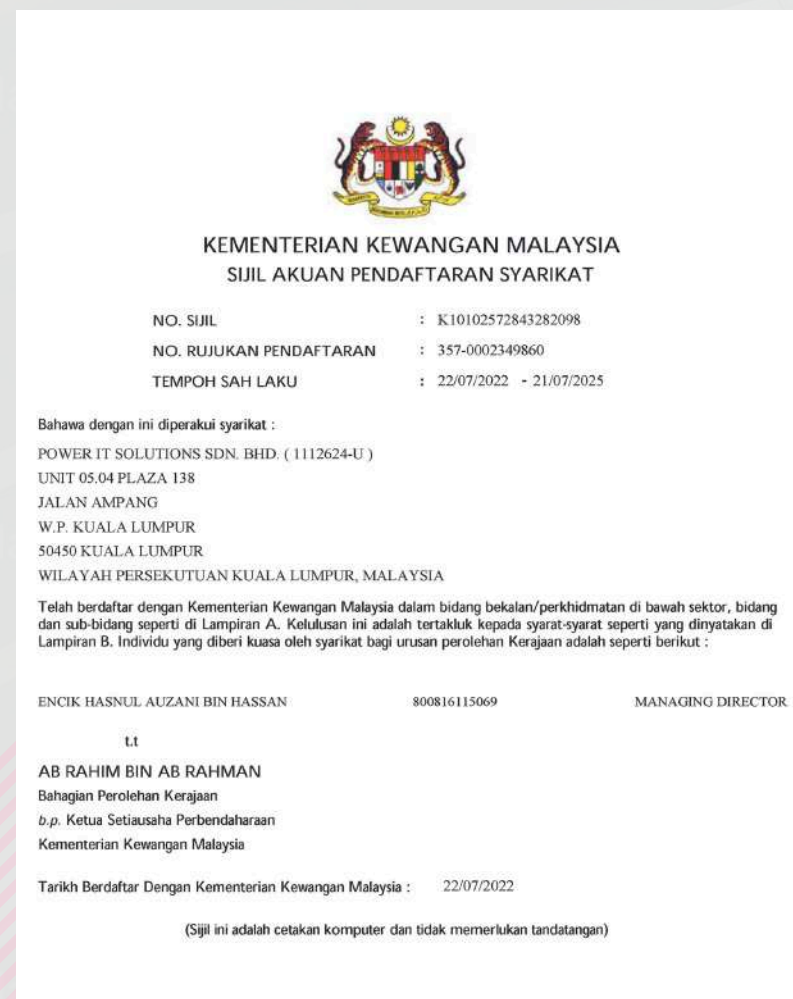 KEMENTERIAN KEWANGAN MALAYSIA
SIJIL AKUAN PENDAFTARAN SYARIKAT
NO. SIJIL : K10102572843282098
NO. RUJUKAN PENDAFTARAN : 357-0002349860
TEMPOH SAH LAKU : 22/07/2022 - 21/07/2025
Bahawa dengan ini diperakui syarikat :
POWER IT SOLUTIONS SDN. BHD. ( 1112624-U )
UNIT 05.04 PLAZA 138
JALAN AMPANG
W.P. KUALA LUMPUR
50450 KUALA LUMPUR
WILAYAH PERSEKUTUAN KUALA LUMPUR, MALAYSIA
Telah berdaftar dengan Kementerian Kewangan Malaysia dalam bidang bekalan/perkhidmatan di bawah sektor, bidang
dan sub-bidang seperti di Lampiran A. Kelulusan ini adalah tertakluk kepada syarat-syarat seperti yang dinyatakan di
Lampiran B. Individu yang diberi kuasa oleh syarikat bagi urusan perolehan Kerajaan adalah seperti berikut :
ENCIK HASNUL AUZANI BIN HASSAN 800816115069 MANAGING DIRECTOR
t.t
AB RAHIM BIN AB RAHMAN
Bahagian Perolehan Kerajaan
b.p. Ketua Setiausaha Perbendaharaan
Kementerian Kewangan Malaysia
Tarikh Berdaftar Dengan Kementerian Kewangan Malaysia : 22/07/2022
(Sijil ini adalah cetakan komputer dan tidak memerlukan tandatangan)